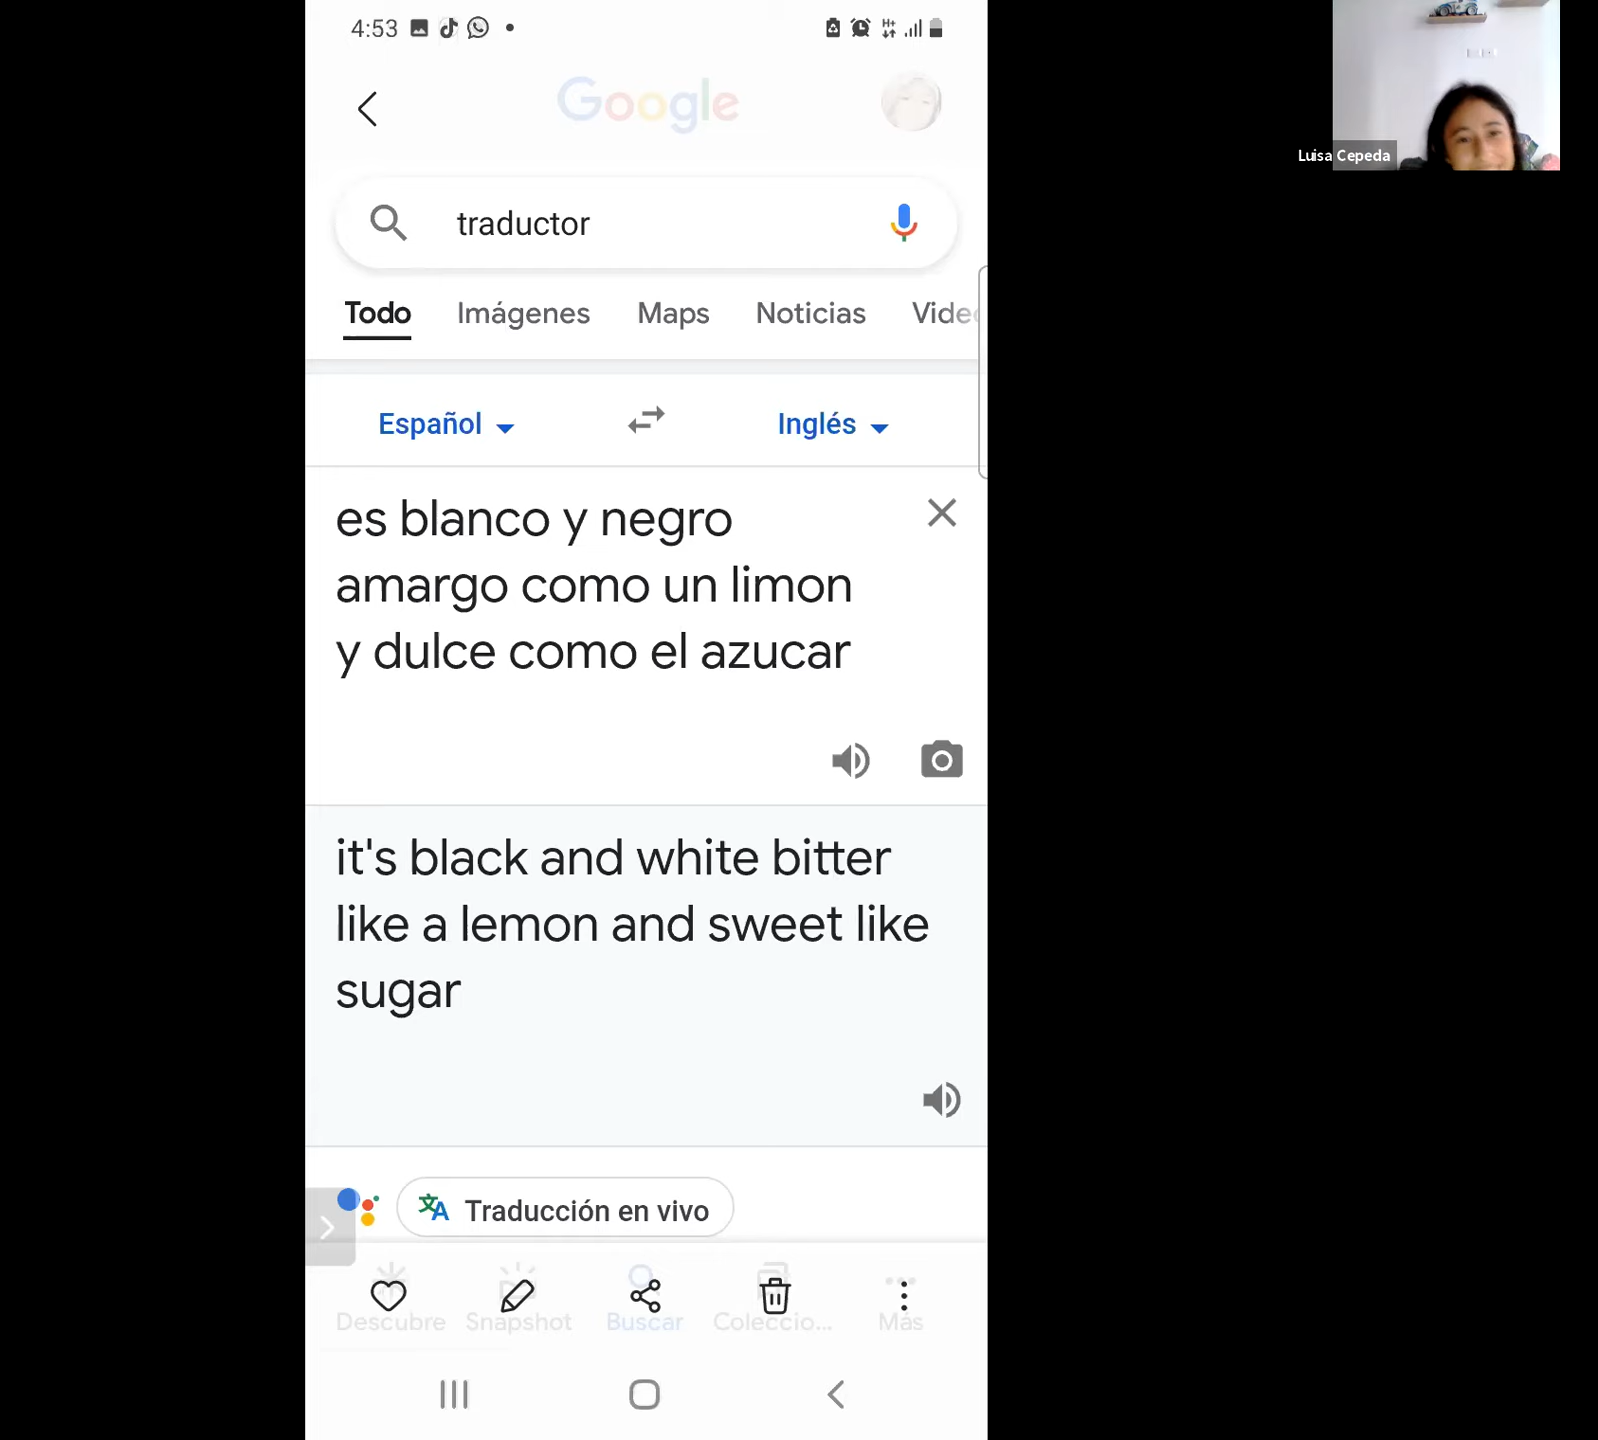 4:53
Google
traductor
Todo Imágenes Maps Noticias Vide
Español Inglés
es blanco y negro
amargo como un limon
y dulce como el azucar
it's black and white bitter
like a lemon and sweet like
sugar
Traducción en vivo
Descubre Snapshot Buscar Coleccio... Más
Luisa Cepeda